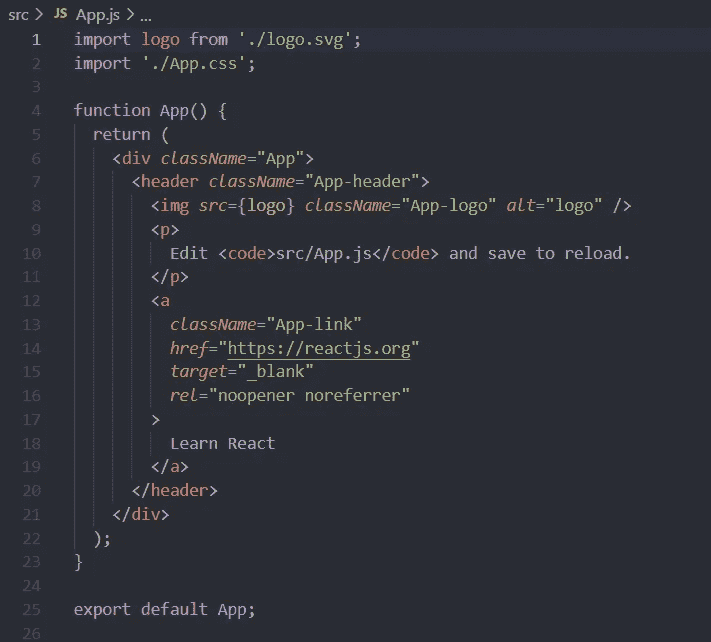 src > JS App.js > ...
1 import logo from './logo.svg';
2 import './App.css';
3
4 function App() {
5   return (
6     <div className="App">
7       <header className="App-header">
8         <img src={logo} className="App-logo" alt="logo" />
9         <p>
10           Edit <code>src/App.js</code> and save to reload.
11         </p>
12         <a
13           className="App-link"
14           href="https://reactjs.org"
15           target="_blank"
16           rel="noopener noreferrer"
17         >
18           Learn React
19         </a>
20       </header>
21     </div>
22   );
23 }
24
25 export default App;
26